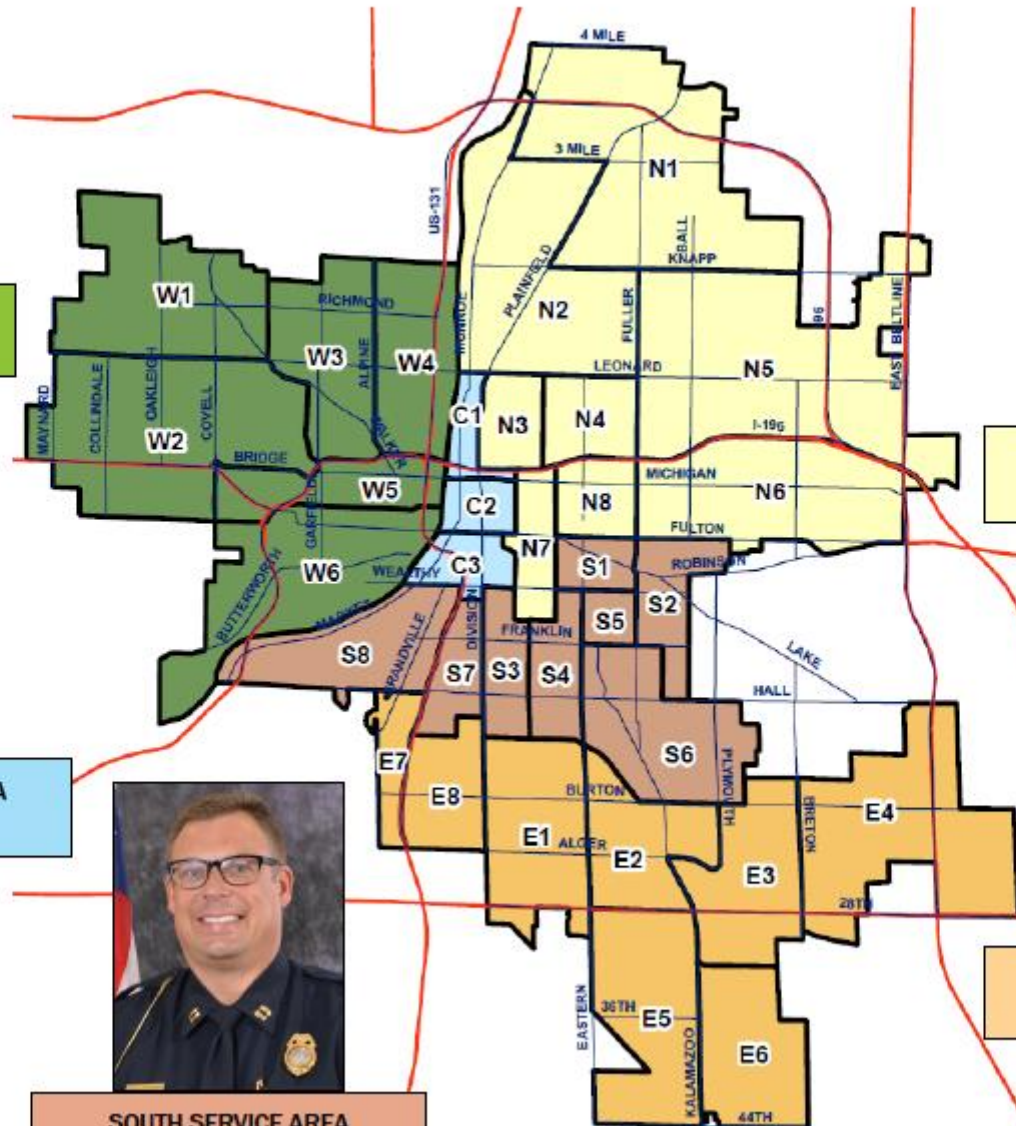 4 MILE
3 MILE
N1
US-131
BALL
KNAPP
PLAINFIELD
W1
RICHMOND
MONROE
N2
FULLER
96
EAST BELTLINE
W3
ALPINE
W4
LEONARD
N5
MAYNARD
COLLINDALE
OAKLEIGH
COVELL
W2
C1
N3
N4
I-196
WALKER
BRIDGE
MICHIGAN
W5
GARFIELD
C2
N8
N6
FULTON
N7
W6
WEALTHY
C3
S1
ROBINSON
BUTTERWORTH
MARKET
DIVISION
S2
FRANKLIN
S5
LAKE
S8
GRANDVILLE
S7
S3
S4
HALL
E7
S6
PLYMOUTH
A
E8
BURTON
BRETON
E4
E1
ALGER
E2
E3
28TH
EASTERN
36TH
E5
KALAMAZOO
E6
44TH
SOUTH SERVICE AREA